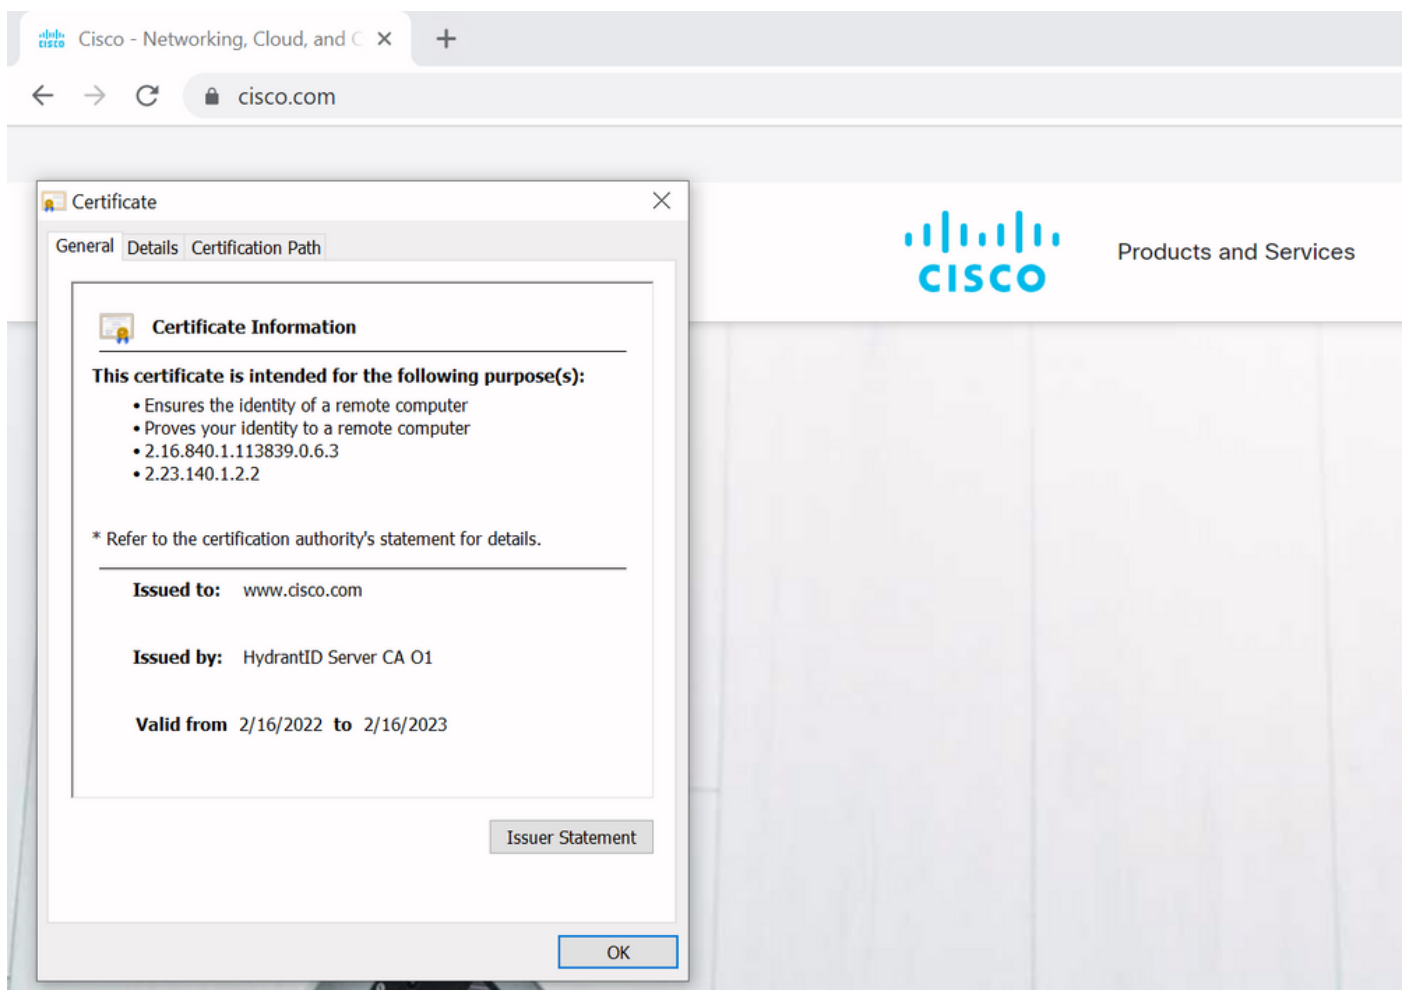 CISCO
Cisco - Networking, Cloud, and C
cisco.com
Certificate
General Details Certification Path
Certificate Information
This certificate is intended for the following purpose(s):
• Ensures the identity of a remote computer
• Proves your identity to a remote computer
• 2.16.840.1.113839.0.6.3
• 2.23.140.1.2.2
* Refer to the certification authority's statement for details.
Issued to: www.cisco.com
Issued by: HydrantID Server CA O1
Valid from 2/16/2022 to 2/16/2023
Issuer Statement
OK
CISCO
Products and Services